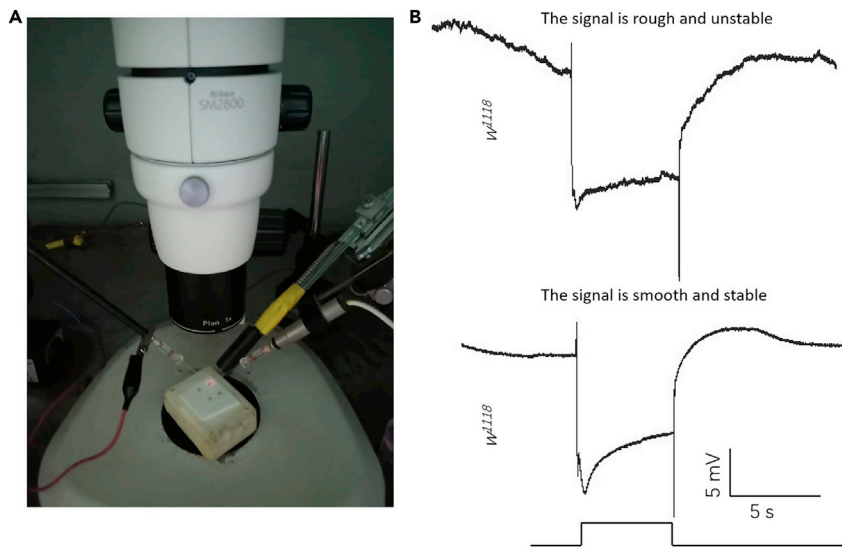 A
B
The signal is rough and unstable
Nikon
SMZ800
w1118
The signal is smooth and stable
Plan 1x
w1118
5 mV
5 s